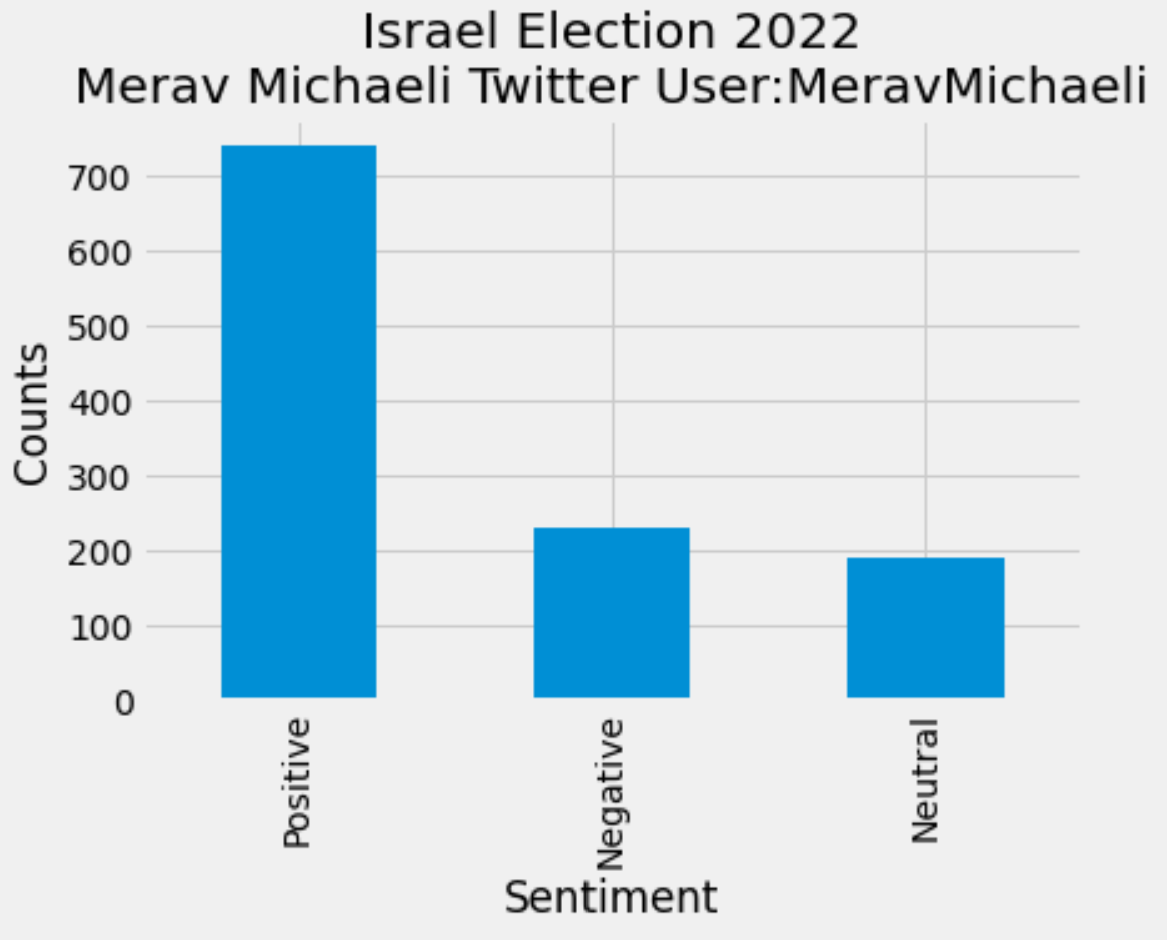 Israel Election 2022
Merav Michaeli Twitter User:MeravMichaeli
Counts
700
600
500
400
300
200
100
0
Positive
Negative
Neutral
Sentiment